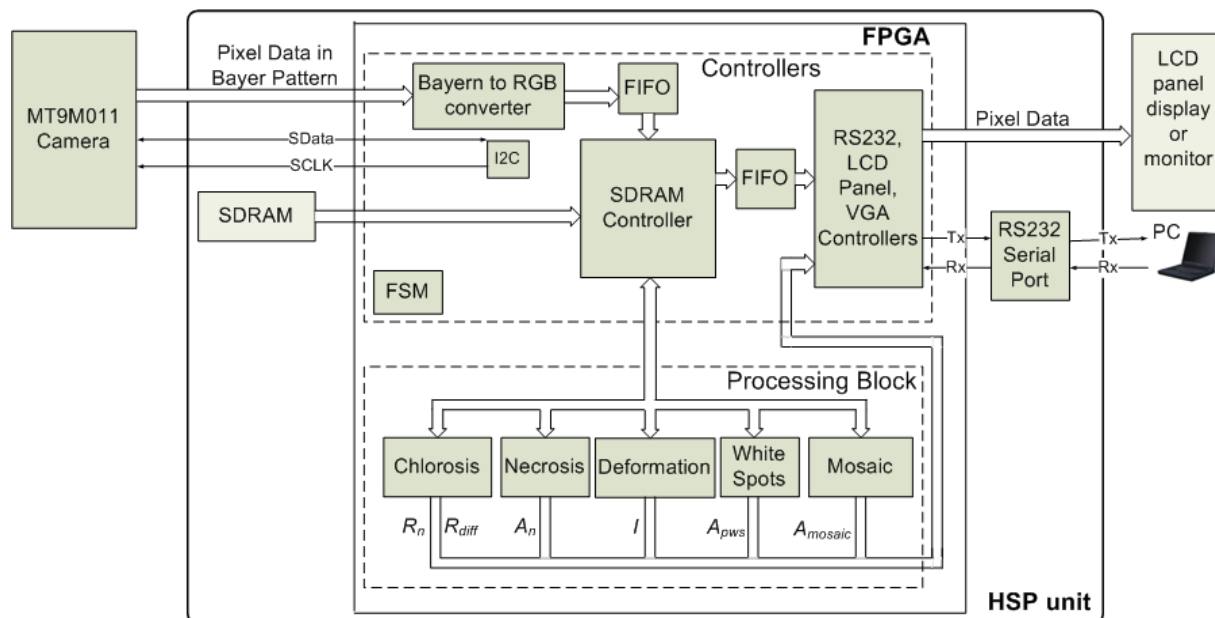 FPGA
Controllers
Pixel Data in
Bayer Pattern
MT9M011
Camera
Bayern to RGB
converter
FIFO
SData
SCLK
I2C
SDRAM
SDRAM
Controller
FIFO
RS232,
LCD
Panel,
VGA
Controllers
Pixel Data
LCD
panel
display
or
monitor
Tx
Rx
RS232
Serial
Port
Tx
Rx
PC
FSM
Processing Block
Chlorosis
Necrosis
Deformation
White
Spots
Mosaic
Rn
Rdiff
An
I
Apws
Amosaic
HSP unit